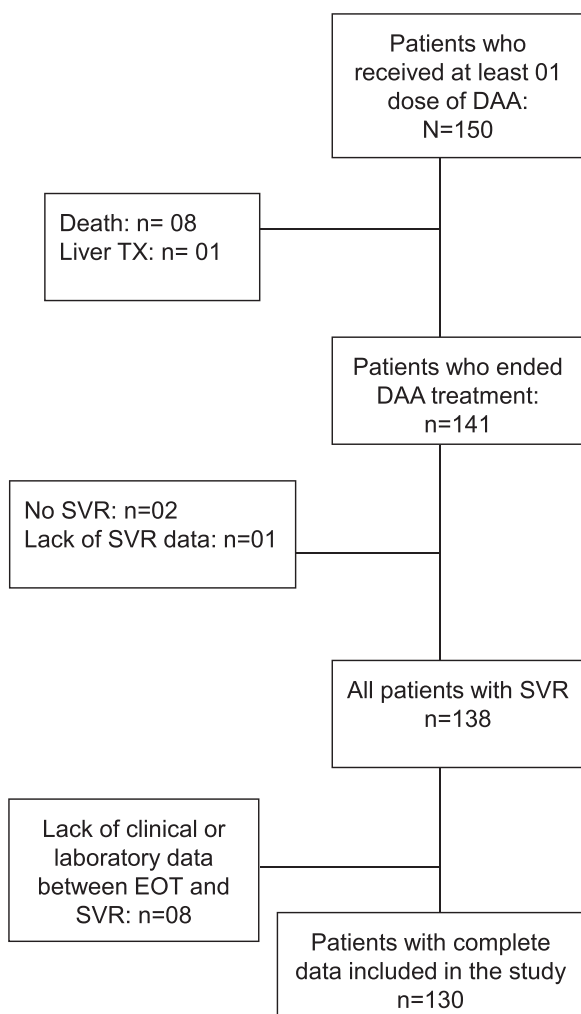 Patients who
received at least 01
dose of DAA:
N=150
Death: n= 08
Liver TX: n= 01
Patients who ended
DAA treatment:
n=141
No SVR: n=02
Lack of SVR data: n=01
All patients with SVR
n=138
Lack of clinical or
laboratory data
between EOT and
SVR: n=08
Patients with complete
data included in the study
n=130